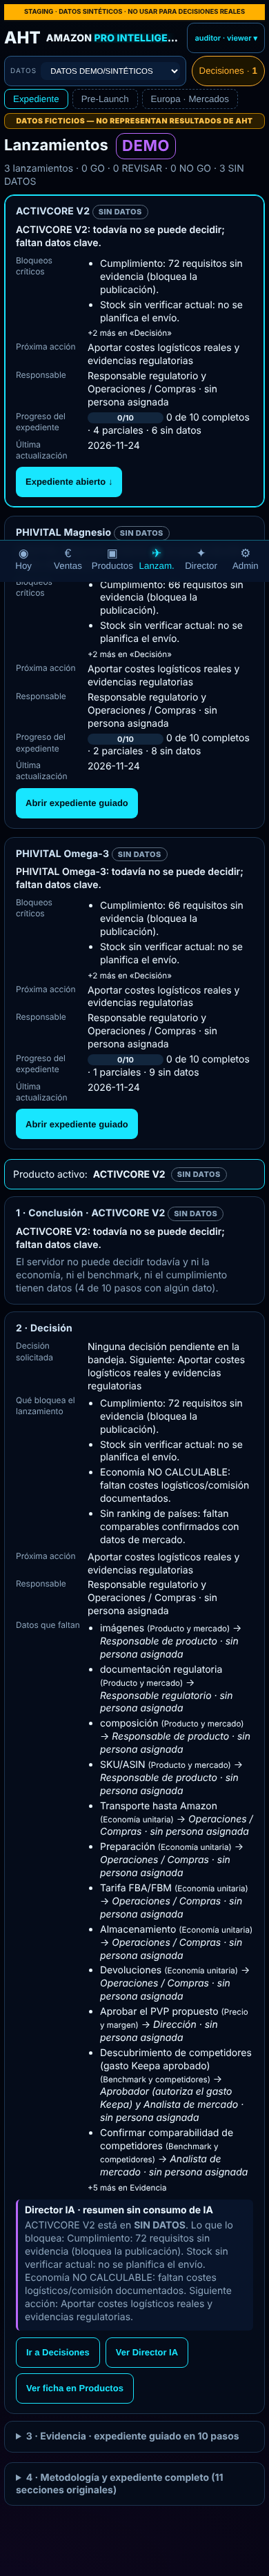 STAGING · DATOS SINTÉTICOS · NO USAR PARA DECISIONES REALES
AHT AMAZON PRO INTELLIGE...
auditor · viewer ▾
DATOS DATOS DEMO/SINTÉTICOS
Decisiones · 1
Expediente
Pre-Launch
Europa · Mercados
DATOS FICTICIOS — NO REPRESENTAN RESULTADOS DE AHT
Lanzamientos DEMO
3 lanzamientos · 0 GO · 0 REVISAR · 0 NO GO · 3 SIN
DATOS
ACTIVCORE V2 SIN DATOS
ACTIVCORE V2: todavía no se puede decidir;
faltan datos clave.
Bloqueos
críticos
• Cumplimiento: 72 requisitos sin
evidencia (bloquea la
publicación).
• Stock sin verificar actual: no se
planifica el envío.
+2 más en «Decisión»
Próxima acción
Aportar costes logísticos reales y
evidencias regulatorias
Responsable
Responsable regulatorio y
Operaciones / Compras · sin
persona asignada
Progreso del
expediente
0/10 0 de 10 completos
· 4 parciales · 6 sin datos
Última
actualización
2026-11-24
Expediente abierto ↓
PHIVITAL Magnesio SIN DATOS
◉ Hoy
€ Ventas
▣ Productos
✈ Lanzam.
✦ Director
⚙ Admin
Bloqueos
críticos
• Cumplimiento: 66 requisitos sin
evidencia (bloquea la
publicación).
• Stock sin verificar actual: no se
planifica el envío.
+2 más en «Decisión»
Próxima acción
Aportar costes logísticos reales y
evidencias regulatorias
Responsable
Responsable regulatorio y
Operaciones / Compras · sin
persona asignada
Progreso del
expediente
0/10 0 de 10 completos
· 2 parciales · 8 sin datos
Última
actualización
2026-11-24
Abrir expediente guiado
PHIVITAL Omega-3 SIN DATOS
PHIVITAL Omega-3: todavía no se puede decidir;
faltan datos clave.
Bloqueos
críticos
• Cumplimiento: 66 requisitos sin
evidencia (bloquea la
publicación).
• Stock sin verificar actual: no se
planifica el envío.
+2 más en «Decisión»
Próxima acción
Aportar costes logísticos reales y
evidencias regulatorias
Responsable
Responsable regulatorio y
Operaciones / Compras · sin
persona asignada
Progreso del
expediente
0/10 0 de 10 completos
· 1 parciales · 9 sin datos
Última
actualización
2026-11-24
Abrir expediente guiado
Producto activo: ACTIVCORE V2 SIN DATOS
1 · Conclusión · ACTIVCORE V2 SIN DATOS
ACTIVCORE V2: todavía no se puede decidir;
faltan datos clave.
El servidor no puede decidir todavía y ni la
economía, ni el benchmark, ni el cumplimiento
tienen datos (4 de 10 pasos con algún dato).
2 · Decisión
Decisión
solicitada
Ninguna decisión pendiente en la
bandeja. Siguiente: Aportar costes
logísticos reales y evidencias
regulatorias
Qué bloquea el
lanzamiento
• Cumplimiento: 72 requisitos sin
evidencia (bloquea la
publicación).
• Stock sin verificar actual: no se
planifica el envío.
• Economía NO CALCULABLE:
faltan costes logísticos/comisión
documentados.
• Sin ranking de países: faltan
comparables confirmados con
datos de mercado.
Próxima acción
Aportar costes logísticos reales y
evidencias regulatorias
Responsable
Responsable regulatorio y
Operaciones / Compras · sin
persona asignada
Datos que faltan
• imágenes (Producto y mercado) →
Responsable de producto · sin
persona asignada
• documentación regulatoria
(Producto y mercado) →
Responsable regulatorio · sin
persona asignada
• composición (Producto y mercado)
→ Responsable de producto · sin
persona asignada
• SKU/ASIN (Producto y mercado) →
Responsable de producto · sin
persona asignada
• Transporte hasta Amazon
(Economía unitaria) → Operaciones /
Compras · sin persona asignada
• Preparación (Economía unitaria) →
Operaciones / Compras · sin
persona asignada
• Tarifa FBA/FBM (Economía unitaria)
→ Operaciones / Compras · sin
persona asignada
• Almacenamiento (Economía unitaria)
→ Operaciones / Compras · sin
persona asignada
• Devoluciones (Economía unitaria) →
Operaciones / Compras · sin
persona asignada
• Aprobar el PVP propuesto (Precio
y margen) → Dirección · sin
persona asignada
• Descubrimiento de competidores
(gasto Keepa aprobado)
(Benchmark y competidores) →
Aprobador (autoriza el gasto
Keepa) y Analista de mercado ·
sin persona asignada
• Confirmar comparabilidad de
competidores (Benchmark y
competidores) → Analista de
mercado · sin persona asignada
+5 más en Evidencia
Director IA · resumen sin consumo de IA
ACTIVCORE V2 está en SIN DATOS. Lo que lo
bloquea: Cumplimiento: 72 requisitos sin
evidencia (bloquea la publicación). Stock sin
verificar actual: no se planifica el envío.
Economía NO CALCULABLE: faltan costes
logísticos/comisión documentados. Siguiente
acción: Aportar costes logísticos reales y
evidencias regulatorias.
Ir a Decisiones
Ver Director IA
Ver ficha en Productos
▶ 3 · Evidencia · expediente guiado en 10 pasos
▶ 4 · Metodología y expediente completo (11
secciones originales)